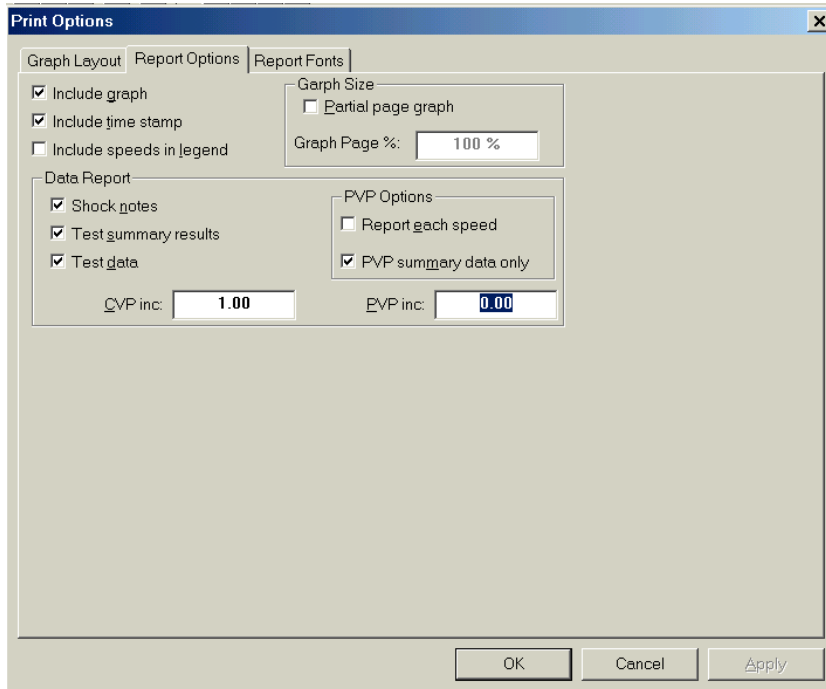 Print Options
Graph Layout Report Options Report Fonts
Include graph
Include time stamp
Include speeds in legend
Garph Size
Partial page graph
Graph Page %: 100 %
Data Report
Shock notes
Test summary results
Test data
PVP Options
Report each speed
PVP summary data only
CVP inc: 1.00
PVP inc: 0.00
OK Cancel Apply